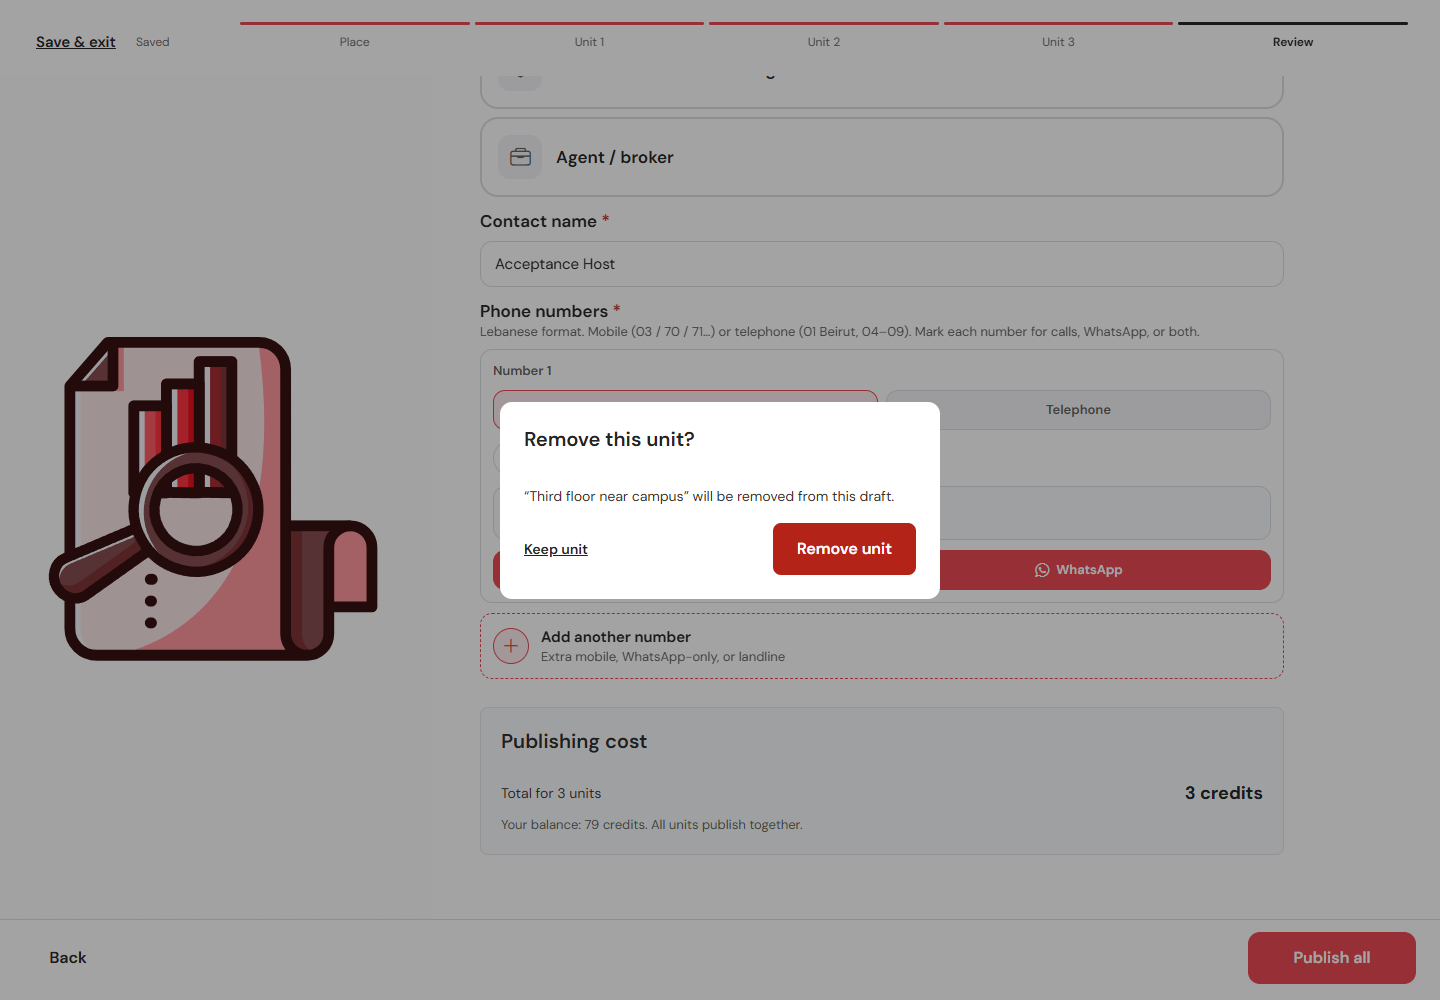 Save & exit
Saved
Place
Unit 1
Unit 2
Unit 3
Review
Agent / broker
Contact name *
Acceptance Host
Phone numbers *
Lebanese format. Mobile (03 / 70 / 71...) or telephone (01 Beirut, 04–09). Mark each number for calls, WhatsApp, or both.
Number 1
Telephone
Remove this unit?
“Third floor near campus” will be removed from this draft.
Keep unit
Remove unit
WhatsApp
Add another number
Extra mobile, WhatsApp-only, or landline
Publishing cost
Total for 3 units
3 credits
Your balance: 79 credits. All units publish together.
Back
Publish all